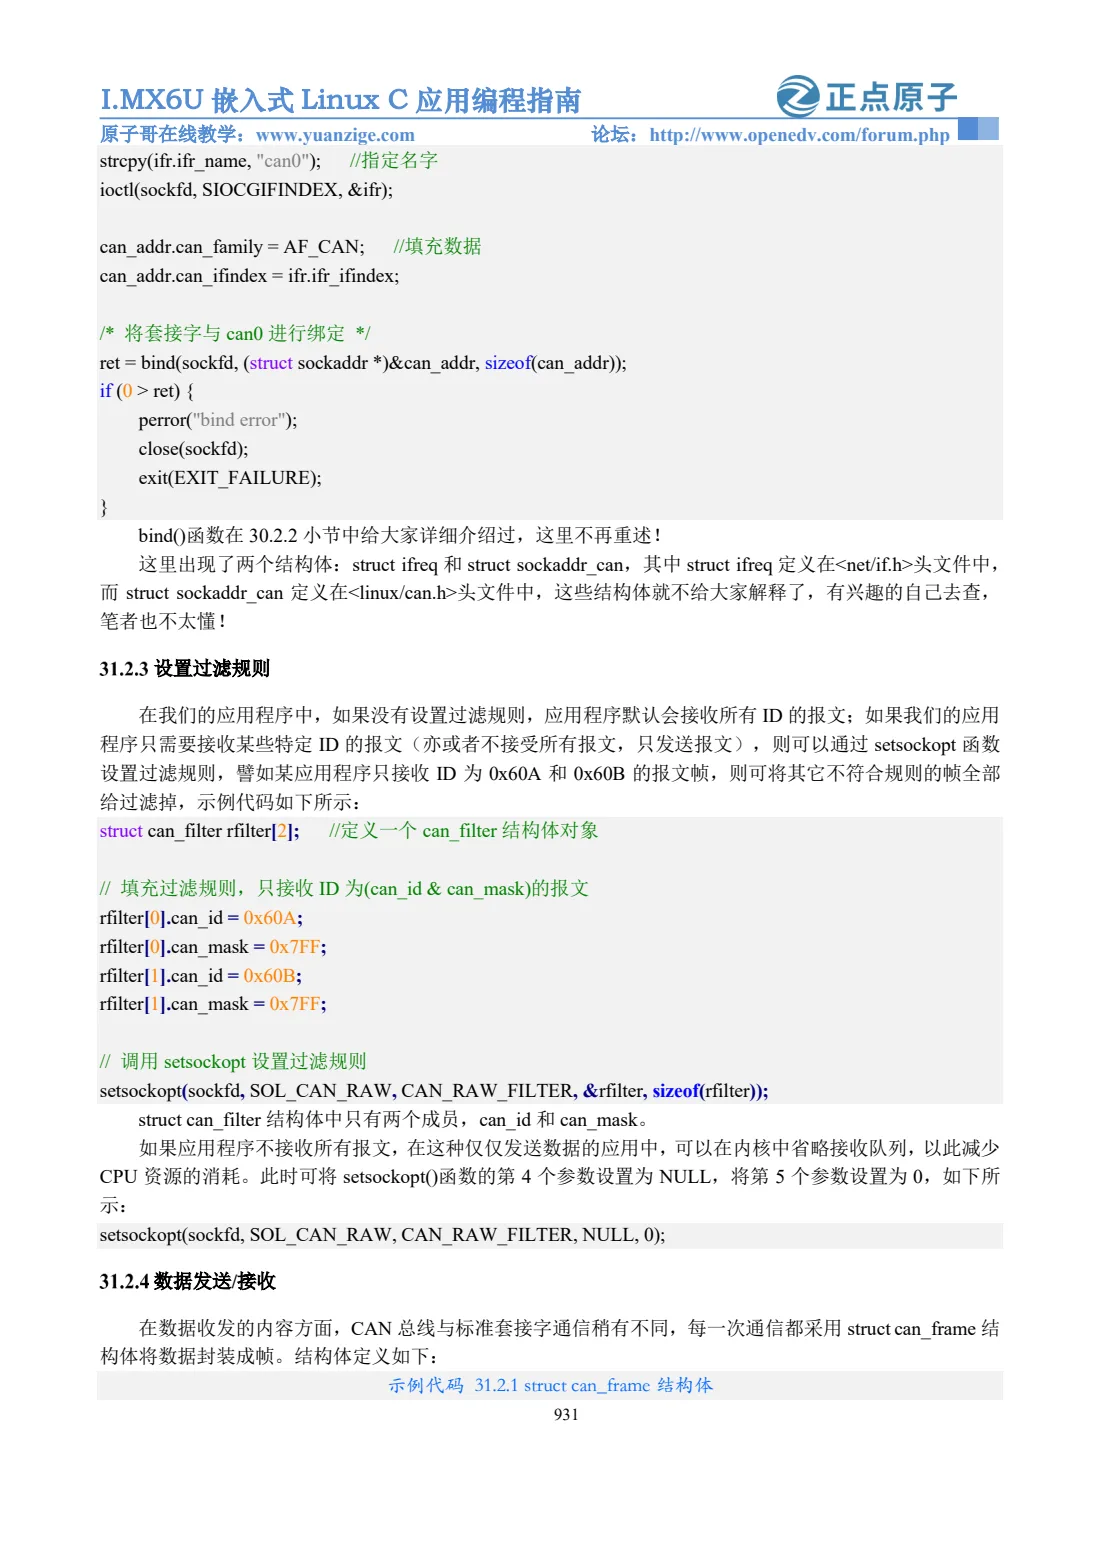 I.MX6U 嵌入式 Linux C 应用编程指南
正点原子
原子哥在线教学：www.yuanzige.com 论坛：http://www.openedv.com/forum.php
strcpy(ifr.ifr_name, "can0"); //指定名字
ioctl(sockfd, SIOCGIFINDEX, &ifr);
can_addr.can_family = AF_CAN; //填充数据
can_addr.can_ifindex = ifr.ifr_ifindex;
/* 将套接字与 can0 进行绑定 */
ret = bind(sockfd, (struct sockaddr *)&can_addr, sizeof(can_addr));
if (0 > ret) {
perror("bind error");
close(sockfd);
exit(EXIT_FAILURE);
}
bind()函数在 30.2.2 小节中给大家详细介绍过，这里不再重述！
这里出现了两个结构体：struct ifreq 和 struct sockaddr_can，其中 struct ifreq 定义在<net/if.h>头文件中，
而 struct sockaddr_can 定义在<linux/can.h>头文件中，这些结构体就不给大家解释了，有兴趣的自己去查，
笔者也不太懂！
31.2.3 设置过滤规则
在我们的应用程序中，如果没有设置过滤规则，应用程序默认会接收所有 ID 的报文；如果我们的应用
程序只需要接收某些特定 ID 的报文（亦或者不接受所有报文，只发送报文），则可以通过 setsockopt 函数
设置过滤规则，譬如某应用程序只接收 ID 为 0x60A 和 0x60B 的报文帧，则可将其它不符合规则的帧全部
给过滤掉，示例代码如下所示：
struct can_filter rfilter[2]; //定义一个 can_filter 结构体对象
// 填充过滤规则，只接收 ID 为(can_id & can_mask)的报文
rfilter[0].can_id = 0x60A;
rfilter[0].can_mask = 0x7FF;
rfilter[1].can_id = 0x60B;
rfilter[1].can_mask = 0x7FF;
// 调用 setsockopt 设置过滤规则
setsockopt(sockfd, SOL_CAN_RAW, CAN_RAW_FILTER, &rfilter, sizeof(rfilter));
struct can_filter 结构体中只有两个成员，can_id 和 can_mask。
如果应用程序不接收所有报文，在这种仅仅发送数据的应用中，可以在内核中省略接收队列，以此减少
CPU 资源的消耗。此时可将 setsockopt()函数的第 4 个参数设置为 NULL，将第 5 个参数设置为 0，如下所
示：
setsockopt(sockfd, SOL_CAN_RAW, CAN_RAW_FILTER, NULL, 0);
31.2.4 数据发送/接收
在数据收发的内容方面，CAN 总线与标准套接字通信稍有不同，每一次通信都采用 struct can_frame 结
构体将数据封装成帧。结构体定义如下：
示例代码 31.2.1 struct can_frame 结构体
931